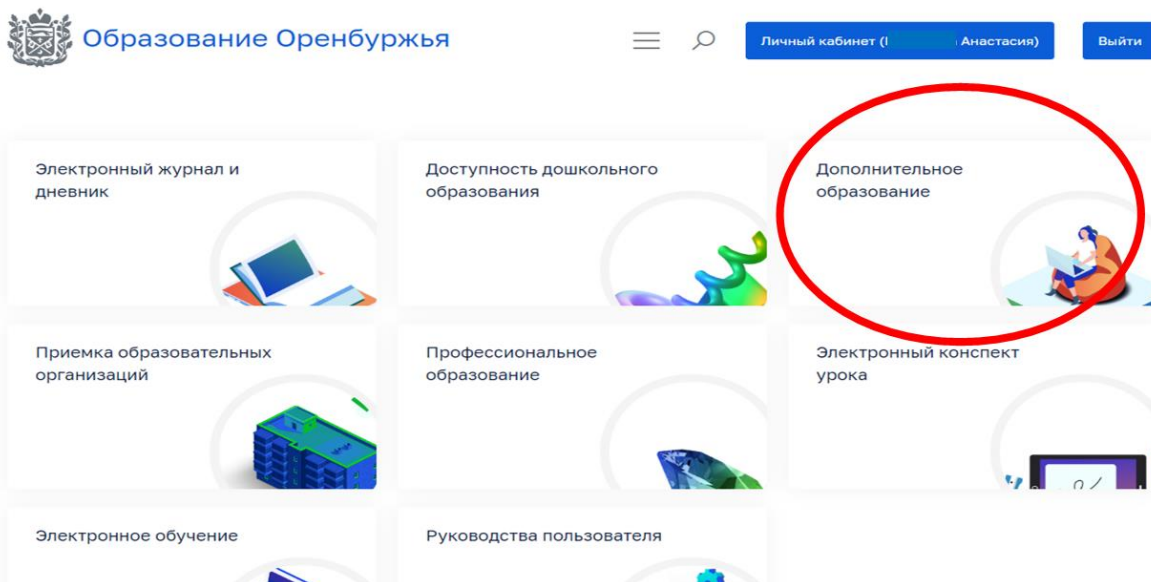 Образование Оренбуржья
Личный кабинет ( Анастасия)
Выйти
Электронный журнал и
дневник
Доступность дошкольного
образования
Дополнительное
образование
Приемка образовательных
организаций
Профессиональное
образование
Электронный конспект
урока
Электронное обучение
Руководства пользователя